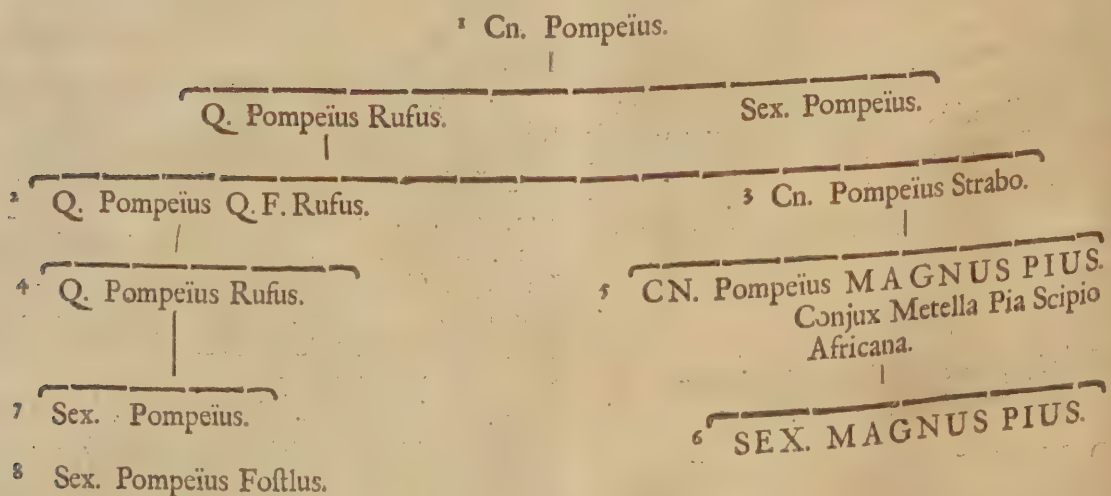 1 Cn. Pompeïus.
Q. Pompeïus Rufus.
Sex. Pompeïus.
2 Q. Pompeïus Q. F. Rufus.
3 Cn. Pompeïus Strabo.
4 Q. Pompeïus Rufus.
5 CN. Pompeïus MAGNUS PIUS.
Conjux Metella Pia Scipio
Africana.
7 Sex. Pompeïus.
6 SEX. MAGNUS PIUS.
8 Sex. Pompeïus Foſtlus.